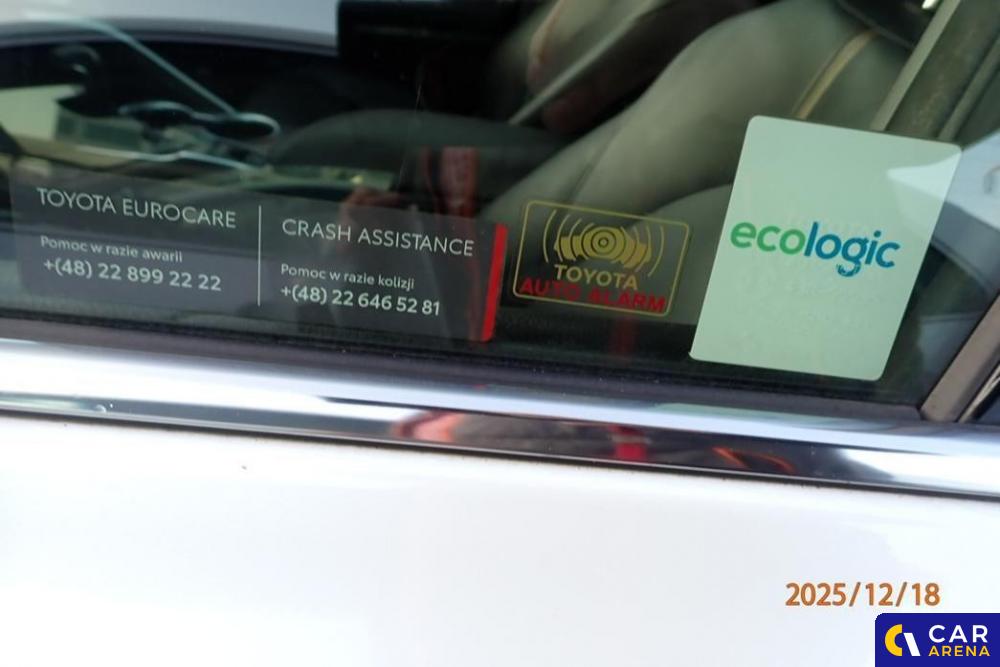 TOYOTA EUROCARE
Pomoc w razie awarii
+(48) 22 899 22 22
CRASH ASSISTANCE
Pomoc w razie kolizji
+(48) 22 646 52 81
TOYOTA
AUTO ALARM
ecologic
2025/12/18
CAR
ARENA